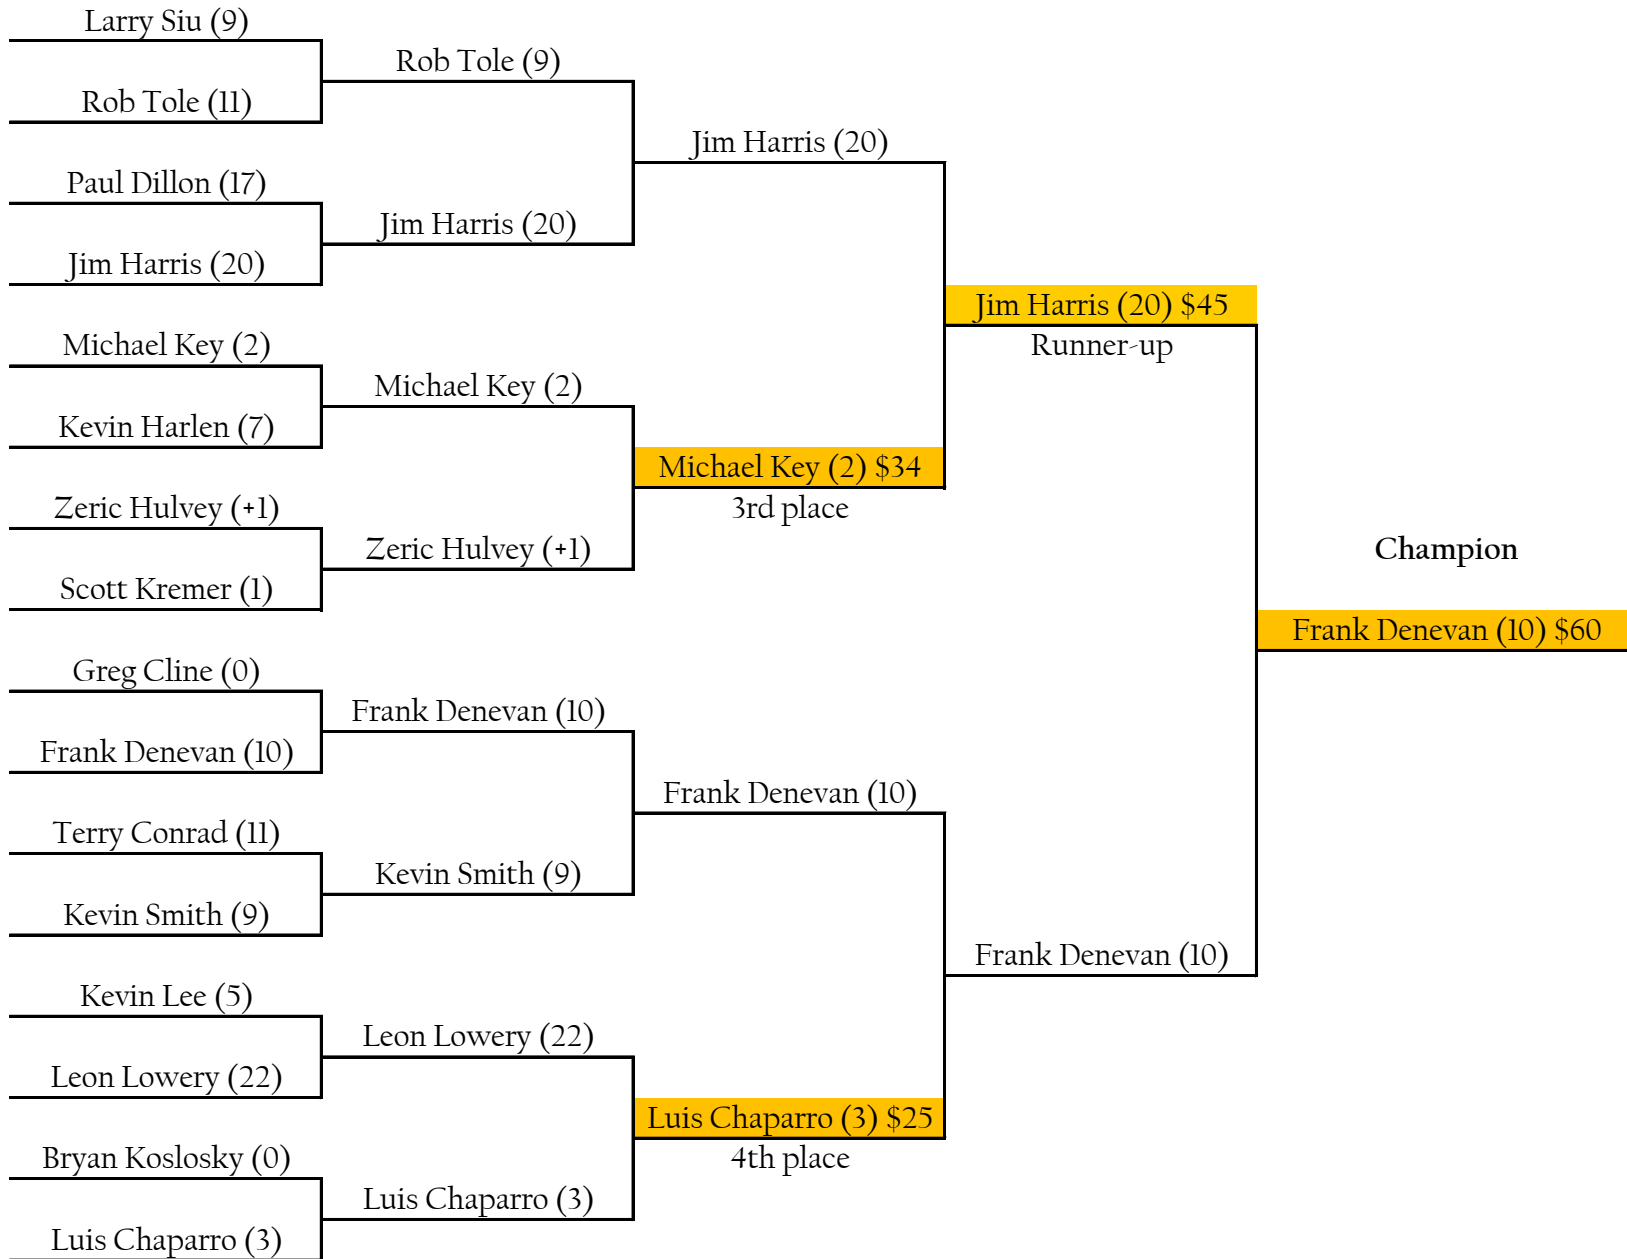 Larry Siu (9)
Rob Tole (9)
Rob Tole (11)
Jim Harris (20)
Paul Dillon (17)
Jim Harris (20)
Jim Harris (20)
Jim Harris (20) $45
Runner-up
Michael Key (2)
Michael Key (2)
Kevin Harlen (7)
Michael Key (2) $34
3rd place
Zeric Hulvey (+1)
Zeric Hulvey (+1)
Champion
Scott Kremer (1)
Frank Denevan (10) $60
Greg Cline (0)
Frank Denevan (10)
Frank Denevan (10)
Frank Denevan (10)
Terry Conrad (11)
Kevin Smith (9)
Kevin Smith (9)
Frank Denevan (10)
Kevin Lee (5)
Leon Lowery (22)
Leon Lowery (22)
Luis Chaparro (3) $25
4th place
Bryan Koslosky (0)
Luis Chaparro (3)
Luis Chaparro (3)